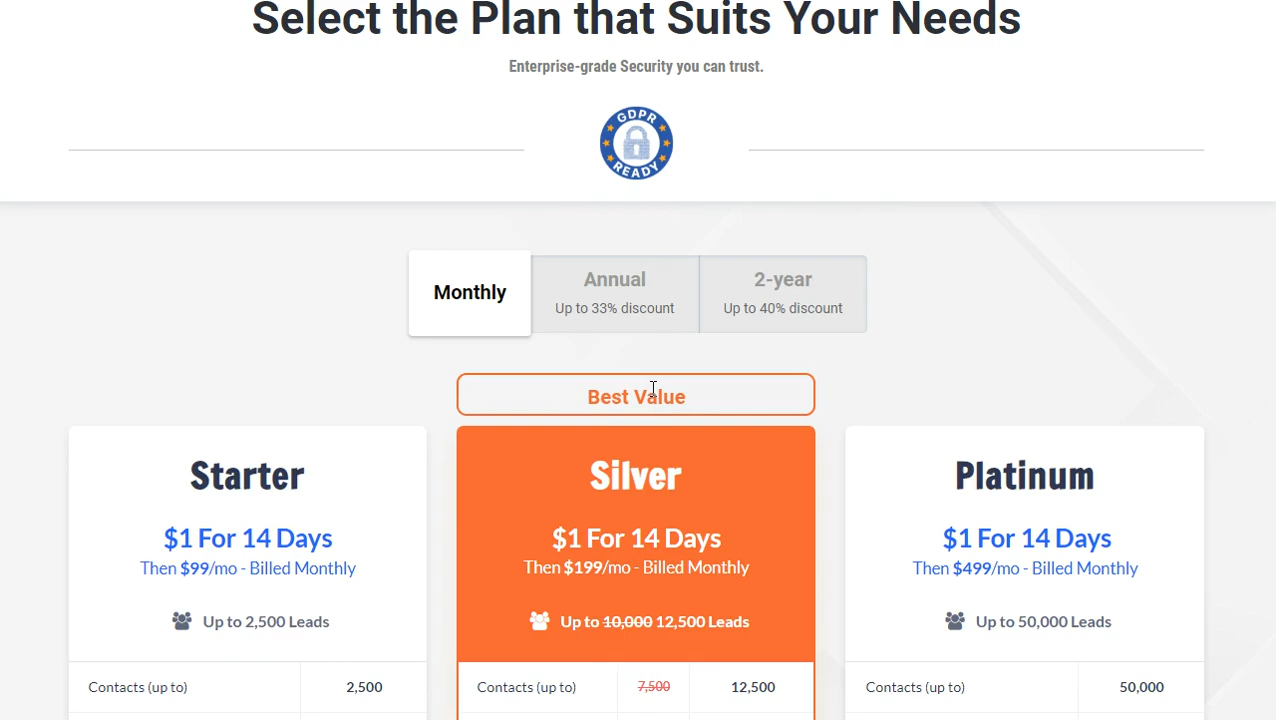 Select the Plan that Suits Your Needs
Enterprise-grade Security you can trust.
GDPR
READY
Monthly
Annual
Up to 33% discount
2-year
Up to 40% discount
Best Value
Starter
$1 For 14 Days
Then $99/mo - Billed Monthly
Up to 2,500 Leads
Contacts (up to) 2,500
Silver
$1 For 14 Days
Then $199/mo - Billed Monthly
Up to 10,000 12,500 Leads
Contacts (up to) 7,500 12,500
Platinum
$1 For 14 Days
Then $499/mo - Billed Monthly
Up to 50,000 Leads
Contacts (up to) 50,000